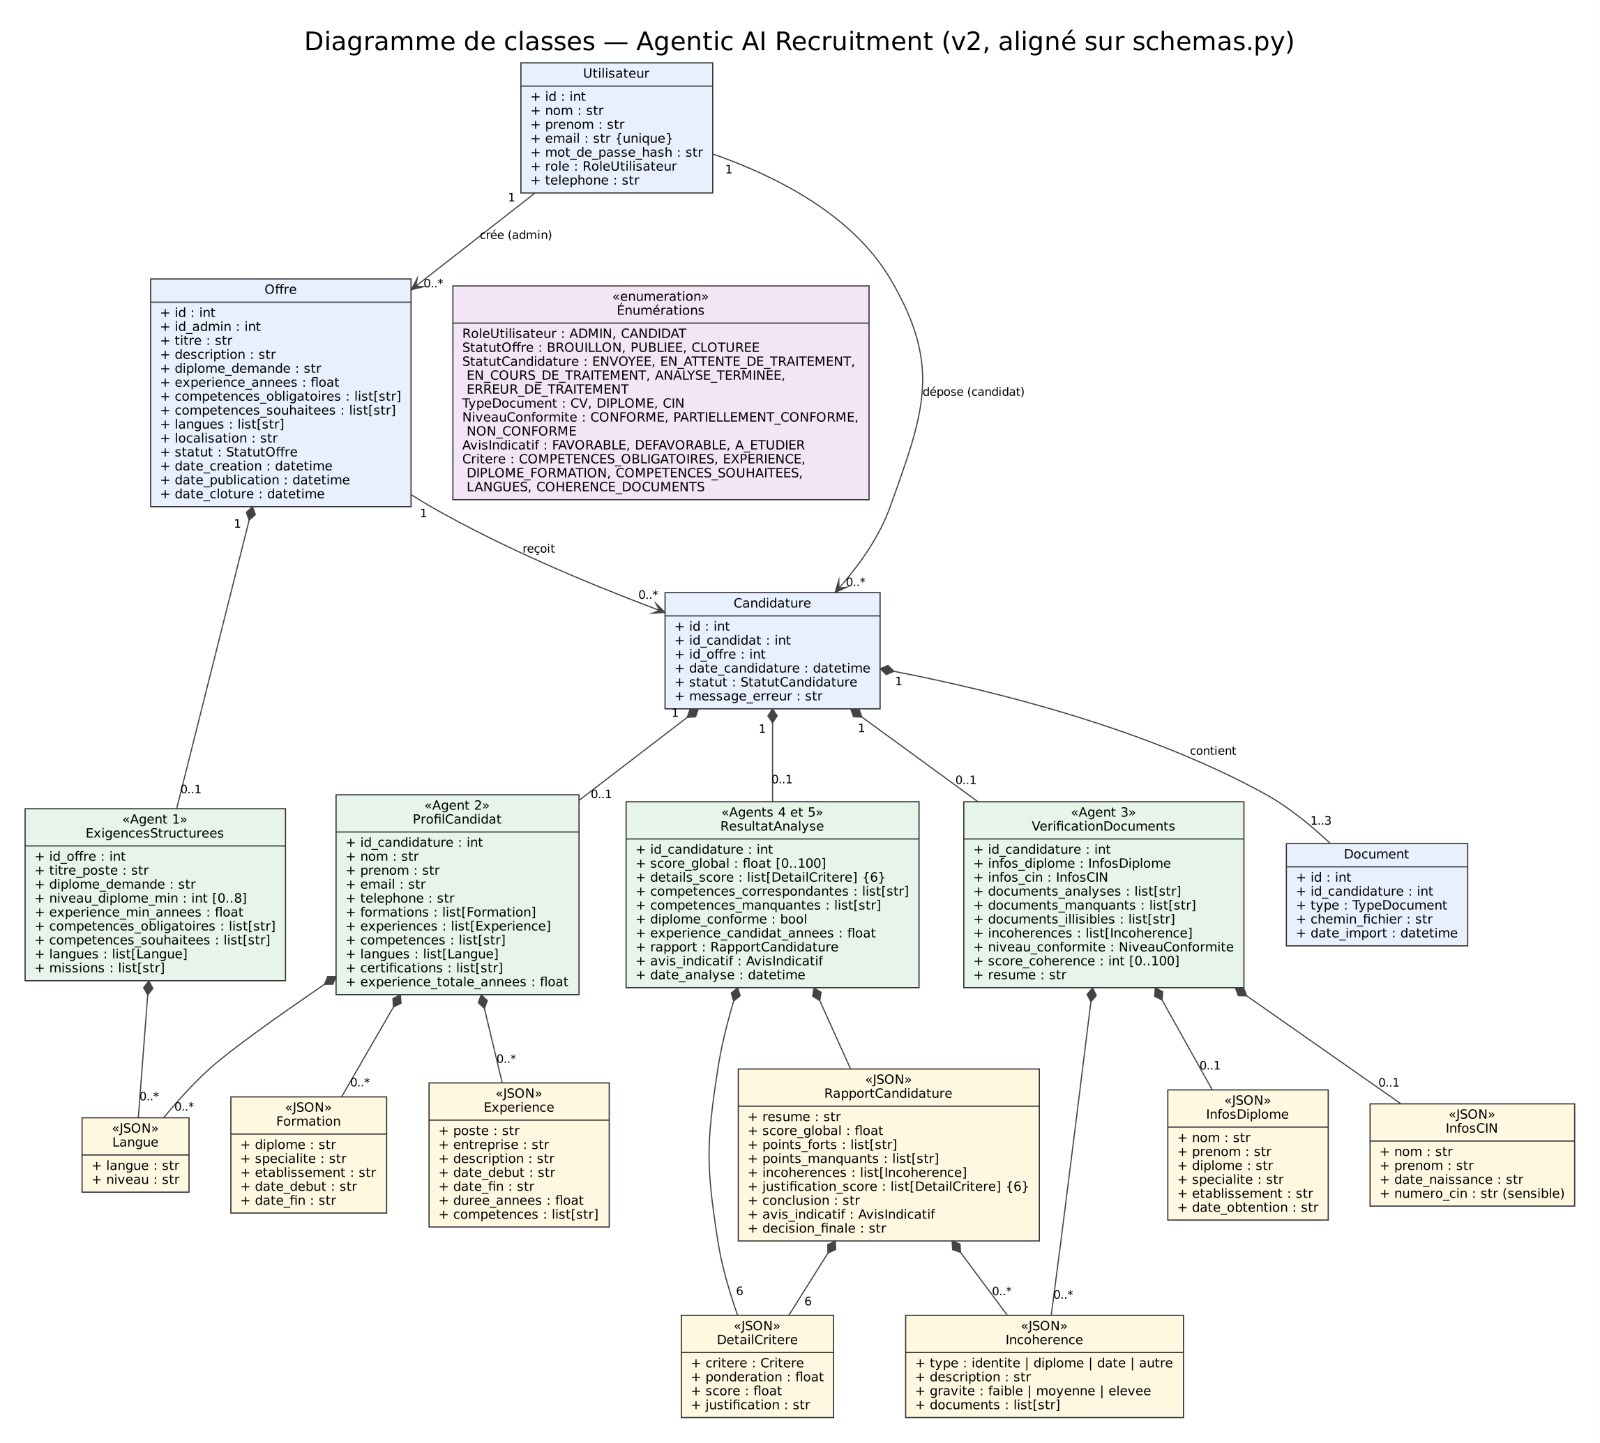 Diagramme de classes — Agentic AI Recruitment (v2, aligné sur schemas.py)
Utilisateur
+ id : int
+ nom : str
+ prenom : str
+ email : str {unique}
+ mot_de_passe_hash : str
+ role : RoleUtilisateur
+ telephone : str
1
1
crée (admin)
0..*
dépose (candidat)
0..*
Offre
+ id : int
+ id_admin : int
+ titre : str
+ description : str
+ diplome_demande : str
+ experience_annees : float
+ competences_obligatoires : list[str]
+ competences_souhaitees : list[str]
+ langues : list[str]
+ localisation : str
+ statut : StatutOffre
+ date_creation : datetime
+ date_publication : datetime
+ date_cloture : datetime
«enumeration»
Énumérations
RoleUtilisateur : ADMIN, CANDIDAT
StatutOffre : BROUILLON, PUBLIEE, CLOTUREE
StatutCandidature : ENVOYEE, EN_ATTENTE_DE_TRAITEMENT,
EN_COURS_DE_TRAITEMENT, ANALYSE_TERMINEE,
ERREUR_DE_TRAITEMENT
TypeDocument : CV, DIPLOME, CIN
NiveauConformite : CONFORME, PARTIELLEMENT_CONFORME,
NON_CONFORME
AvisIndicatif : FAVORABLE, DEFAVORABLE, A_ETUDIER
Critere : COMPETENCES_OBLIGATOIRES, EXPERIENCE,
DIPLOME_FORMATION, COMPETENCES_SOUHAITEES,
LANGUES, COHERENCE_DOCUMENTS
1
1
reçoit
0..*
Candidature
+ id : int
+ id_candidat : int
+ id_offre : int
+ date_candidature : datetime
+ statut : StatutCandidature
+ message_erreur : str
1
1
1
1
contient
0..1
0..1
0..1
0..1
1..3
«Agent 1»
ExigencesStructurees
+ id_offre : int
+ titre_poste : str
+ diplome_demande : str
+ niveau_diplome_min : int [0..8]
+ experience_min_annees : float
+ competences_obligatoires : list[str]
+ competences_souhaitees : list[str]
+ langues : list[Langue]
+ missions : list[str]
«Agent 2»
ProfilCandidat
+ id_candidature : int
+ nom : str
+ prenom : str
+ email : str
+ telephone : str
+ formations : list[Formation]
+ experiences : list[Experience]
+ competences : list[str]
+ langues : list[Langue]
+ certifications : list[str]
+ experience_totale_annees : float
«Agents 4 et 5»
ResultatAnalyse
+ id_candidature : int
+ score_global : float [0..100]
+ details_score : list[DetailCritere] {6}
+ competences_correspondantes : list[str]
+ competences_manquantes : list[str]
+ diplome_conforme : bool
+ experience_candidat_annees : float
+ rapport : RapportCandidature
+ avis_indicatif : AvisIndicatif
+ date_analyse : datetime
«Agent 3»
VerificationDocuments
+ id_candidature : int
+ infos_diplome : InfosDiplome
+ infos_cin : InfosCIN
+ documents_analyses : list[str]
+ documents_manquants : list[str]
+ documents_illisibles : list[str]
+ incoherences : list[Incoherence]
+ niveau_conformite : NiveauConformite
+ score_coherence : int [0..100]
+ resume : str
Document
+ id : int
+ id_candidature : int
+ type : TypeDocument
+ chemin_fichier : str
+ date_import : datetime
0..*
0..*
0..*
0..*
0..1
0..1
«JSON»
Langue
+ langue : str
+ niveau : str
«JSON»
Formation
+ diplome : str
+ specialite : str
+ etablissement : str
+ date_debut : str
+ date_fin : str
«JSON»
Experience
+ poste : str
+ entreprise : str
+ description : str
+ date_debut : str
+ date_fin : str
+ duree_annees : float
+ competences : list[str]
«JSON»
RapportCandidature
+ resume : str
+ score_global : float
+ points_forts : list[str]
+ points_manquants : list[str]
+ incoherences : list[Incoherence]
+ justification_score : list[DetailCritere] {6}
+ conclusion : str
+ avis_indicatif : AvisIndicatif
+ decision_finale : str
«JSON»
InfosDiplome
+ nom : str
+ prenom : str
+ diplome : str
+ specialite : str
+ etablissement : str
+ date_obtention : str
«JSON»
InfosCIN
+ nom : str
+ prenom : str
+ date_naissance : str
+ numero_cin : str (sensible)
6
6
0..*
0..*
«JSON»
DetailCritere
+ critere : Critere
+ ponderation : float
+ score : float
+ justification : str
«JSON»
Incoherence
+ type : identite | diplome | date | autre
+ description : str
+ gravite : faible | moyenne | elevee
+ documents : list[str]